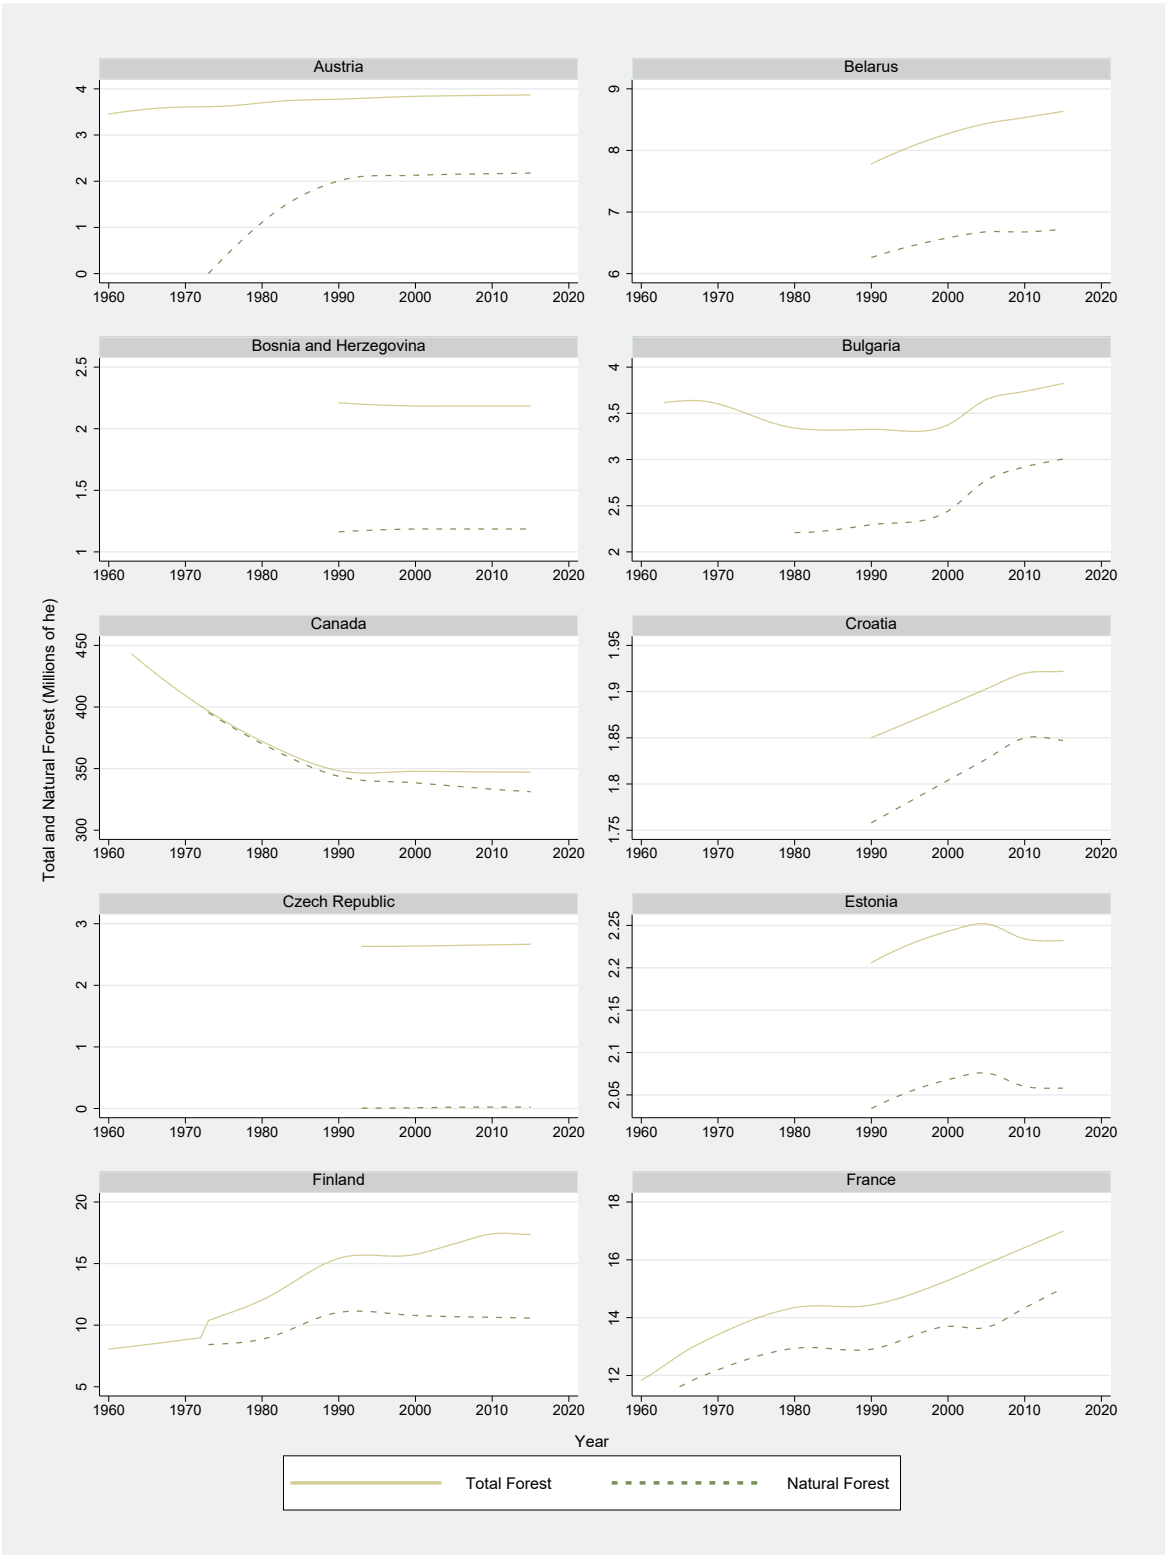 Austria
4
3
2
1
0
1960 1970 1980 1990 2000 2010 2020
Belarus
9
8
7
6
1960 1970 1980 1990 2000 2010 2020
Bosnia and Herzegovina
2.5
2
1.5
1
1960 1970 1980 1990 2000 2010 2020
Bulgaria
4
3.5
3
2.5
2
1960 1970 1980 1990 2000 2010 2020
Total and Natural Forest (Millions of he)
Canada
450
400
350
300
1960 1970 1980 1990 2000 2010 2020
Croatia
1.95
1.9
1.85
1.8
1.75
1960 1970 1980 1990 2000 2010 2020
Czech Republic
3
2
1
0
1960 1970 1980 1990 2000 2010 2020
Estonia
2.25
2.2
2.15
2.1
2.05
1960 1970 1980 1990 2000 2010 2020
Finland
20
15
10
5
1960 1970 1980 1990 2000 2010 2020
France
18
16
14
12
1960 1970 1980 1990 2000 2010 2020
Year
Total Forest Natural Forest